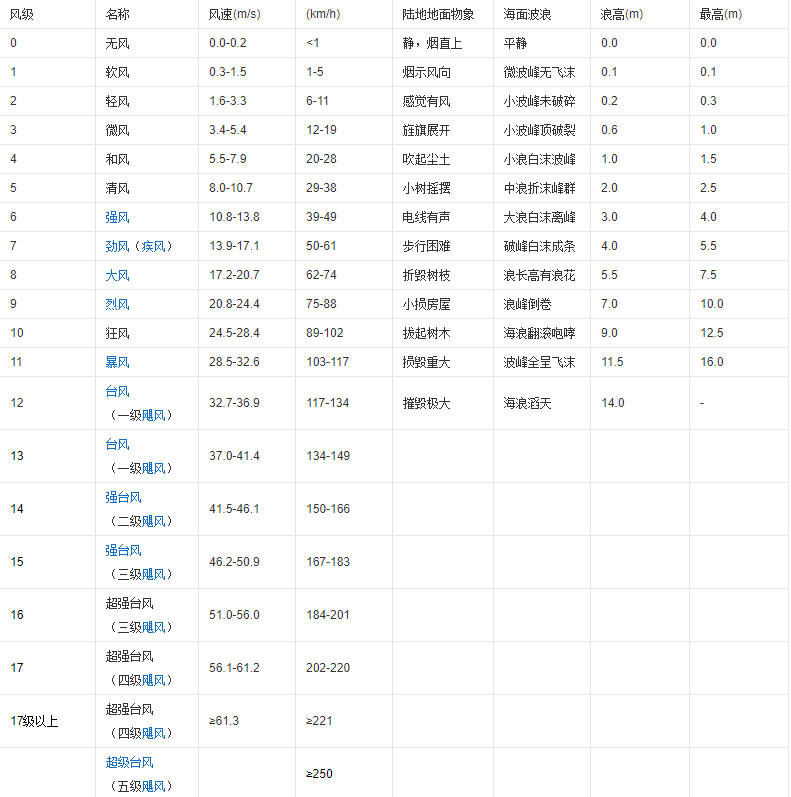 风级 名称 风速(m/s) (km/h) 陆地地面物象 海面波浪 浪高(m) 最高(m)
0 无风 0.0-0.2 <1 静，烟直上 平静 0.0 0.0
1 软风 0.3-1.5 1-5 烟示风向 微波峰无飞沫 0.1 0.1
2 轻风 1.6-3.3 6-11 感觉有风 小波峰未破碎 0.2 0.3
3 微风 3.4-5.4 12-19 旌旗展开 小波峰顶破裂 0.6 1.0
4 和风 5.5-7.9 20-28 吹起尘土 小浪白沫波峰 1.0 1.5
5 清风 8.0-10.7 29-38 小树摇摆 中浪折沫峰群 2.0 2.5
6 强风 10.8-13.8 39-49 电线有声 大浪白沫离峰 3.0 4.0
7 劲风（疾风） 13.9-17.1 50-61 步行困难 破峰白沫成条 4.0 5.5
8 大风 17.2-20.7 62-74 折毁树枝 浪长高有浪花 5.5 7.5
9 烈风 20.8-24.4 75-88 小损房屋 浪峰倒卷 7.0 10.0
10 狂风 24.5-28.4 89-102 拔起树木 海浪翻滚咆哮 9.0 12.5
11 暴风 28.5-32.6 103-117 损毁重大 波峰全呈飞沫 11.5 16.0
12 台风 32.7-36.9 117-134 摧毁极大 海浪滔天 14.0 -
（一级飓风）
13 台风 37.0-41.4 134-149
（一级飓风）
14 强台风 41.5-46.1 150-166
（二级飓风）
15 强台风 46.2-50.9 167-183
（三级飓风）
16 超强台风 51.0-56.0 184-201
（三级飓风）
17 超强台风 56.1-61.2 202-220
（四级飓风）
17级以上 超强台风 ≥61.3 ≥221
（四级飓风）
超级台风 ≥250
（五级飓风）